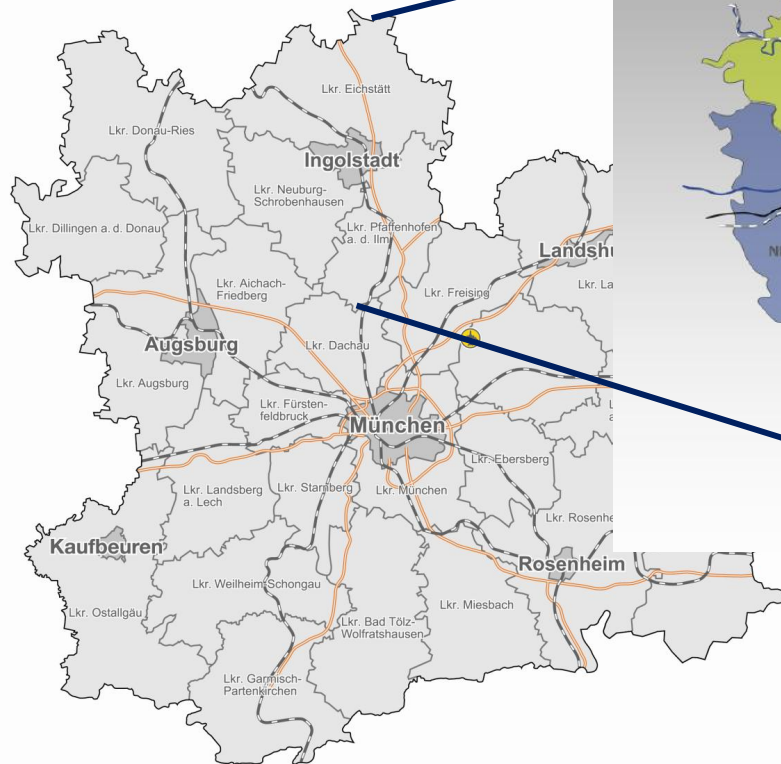 Lkr. Eichstätt
Lkr. Donau-Ries
Ingolstadt
Lkr. Neuburg-
Schrobenhausen
Lkr. Dillingen a. d. Donau
Lkr. Pfaffenhofen
a. d. Ilm
Lkr. Aichach-
Friedberg
Lkr. Freising
Augsburg
Lkr. Dachau
Lkr. Augsburg
Lkr. Fürsten-
feldbruck
München
Lkr. Ebersberg
Lkr. Landsberg
a. Lech
Lkr. Starnberg
Lkr. München
Kaufbeuren
Rosenheim
Lkr. Weilheim-Schongau
Lkr. Ostallgäu
Lkr. Bad Tölz-
Wolfratshausen
Lkr. Miesbach
Lkr. Garmisch-
Partenkirchen